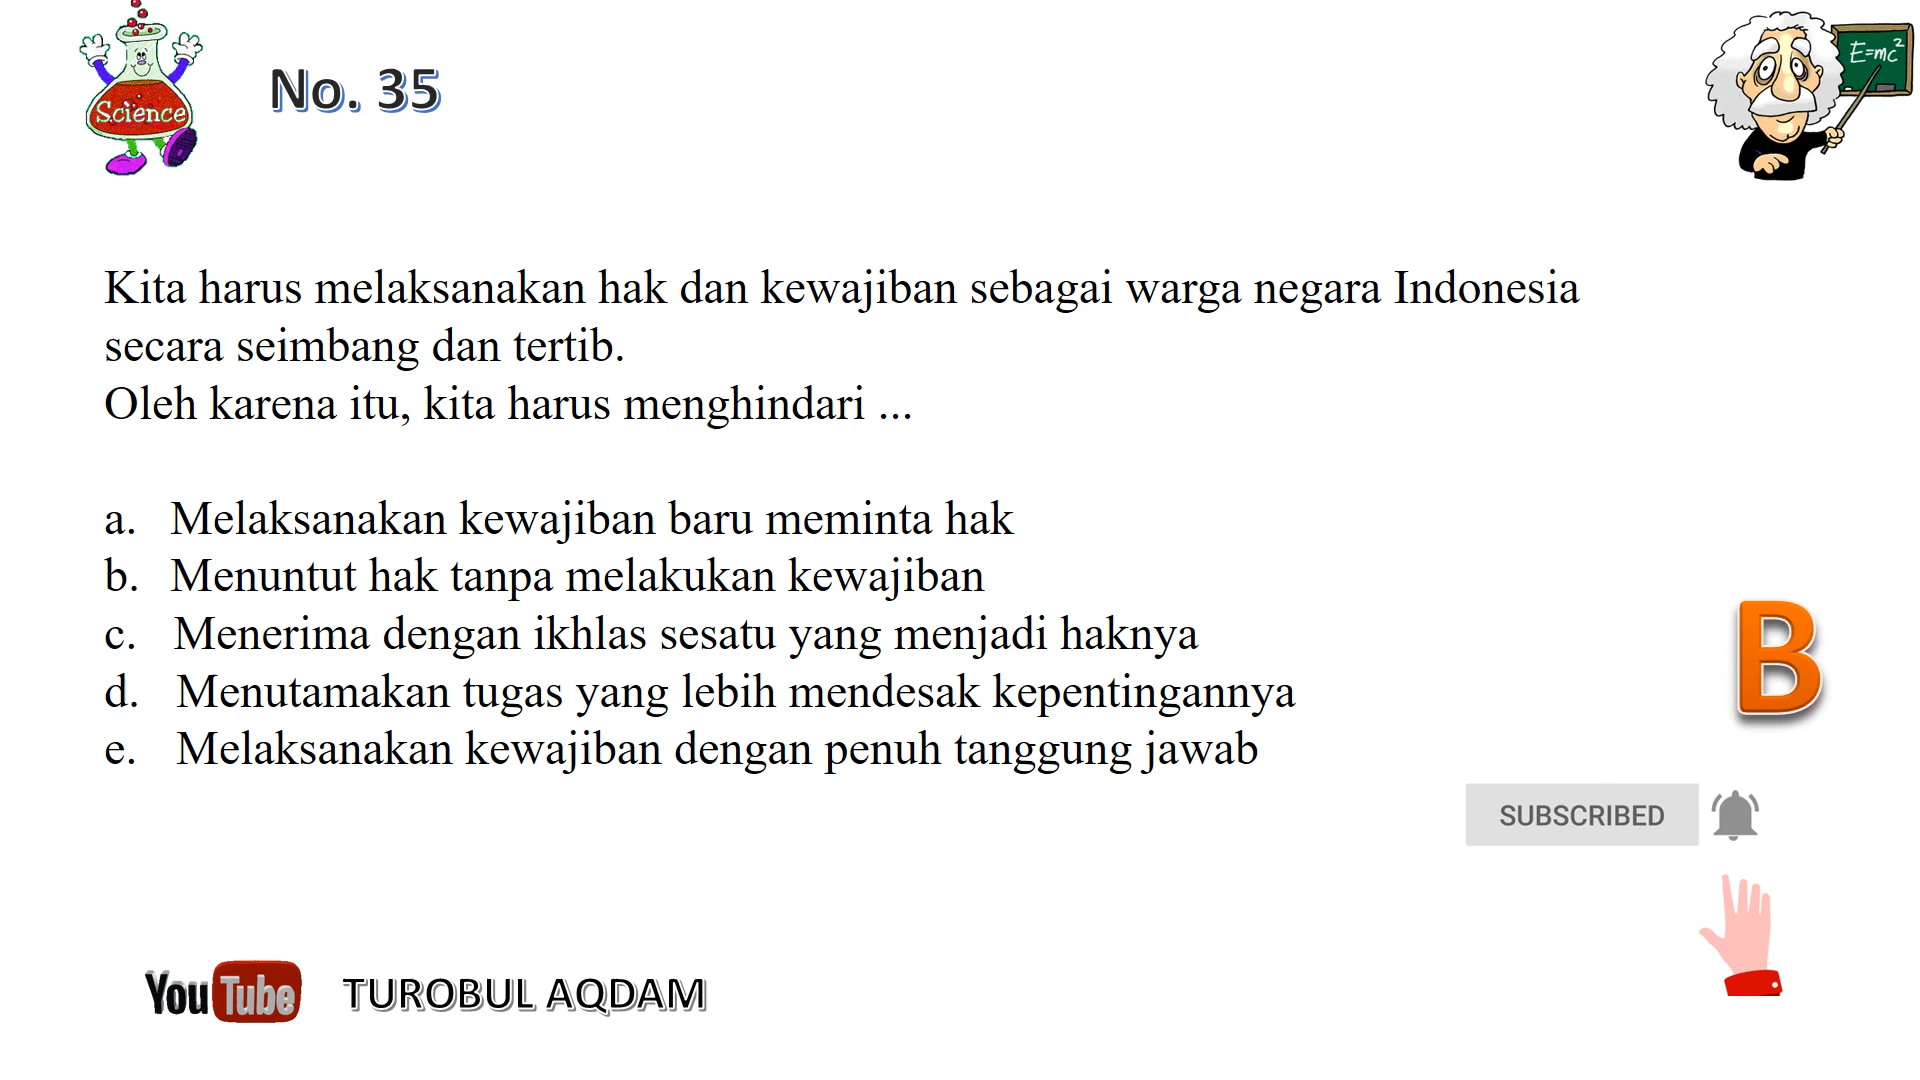 Science
No. 35
E=mc²
Kita harus melaksanakan hak dan kewajiban sebagai warga negara Indonesia
secara seimbang dan tertib.
Oleh karena itu, kita harus menghindari ...
a. Melaksanakan kewajiban baru meminta hak
b. Menuntut hak tanpa melakukan kewajiban
c. Menerima dengan ikhlas sesatu yang menjadi haknya
d. Menutamakan tugas yang lebih mendesak kepentingannya
e. Melaksanakan kewajiban dengan penuh tanggung jawab
B
SUBSCRIBED
YouTube TUROBUL AQDAM